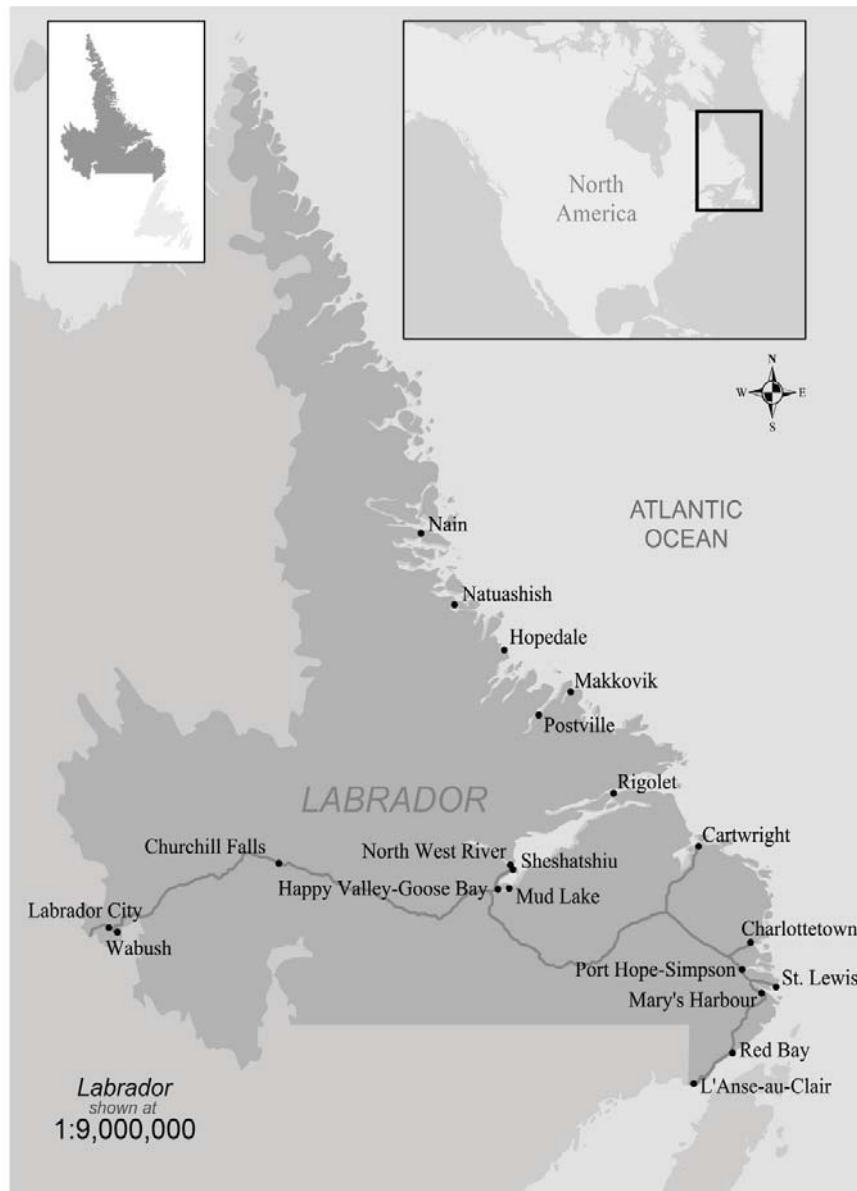 North
America
N
W
E
S
ATLANTIC
OCEAN
Nain
Natuashish
Hopedale
Makkovik
Postville
Rigolet
LABRADOR
Cartwright
Churchill Falls
North West River
Sheshatshiu
Happy Valley-Goose Bay
Mud Lake
Labrador City
Wabush
Charlottetown
Port Hope-Simpson
St. Lewis
Mary's Harbour
Red Bay
L'Anse-au-Clair
Labrador
shown at
1:9,000,000